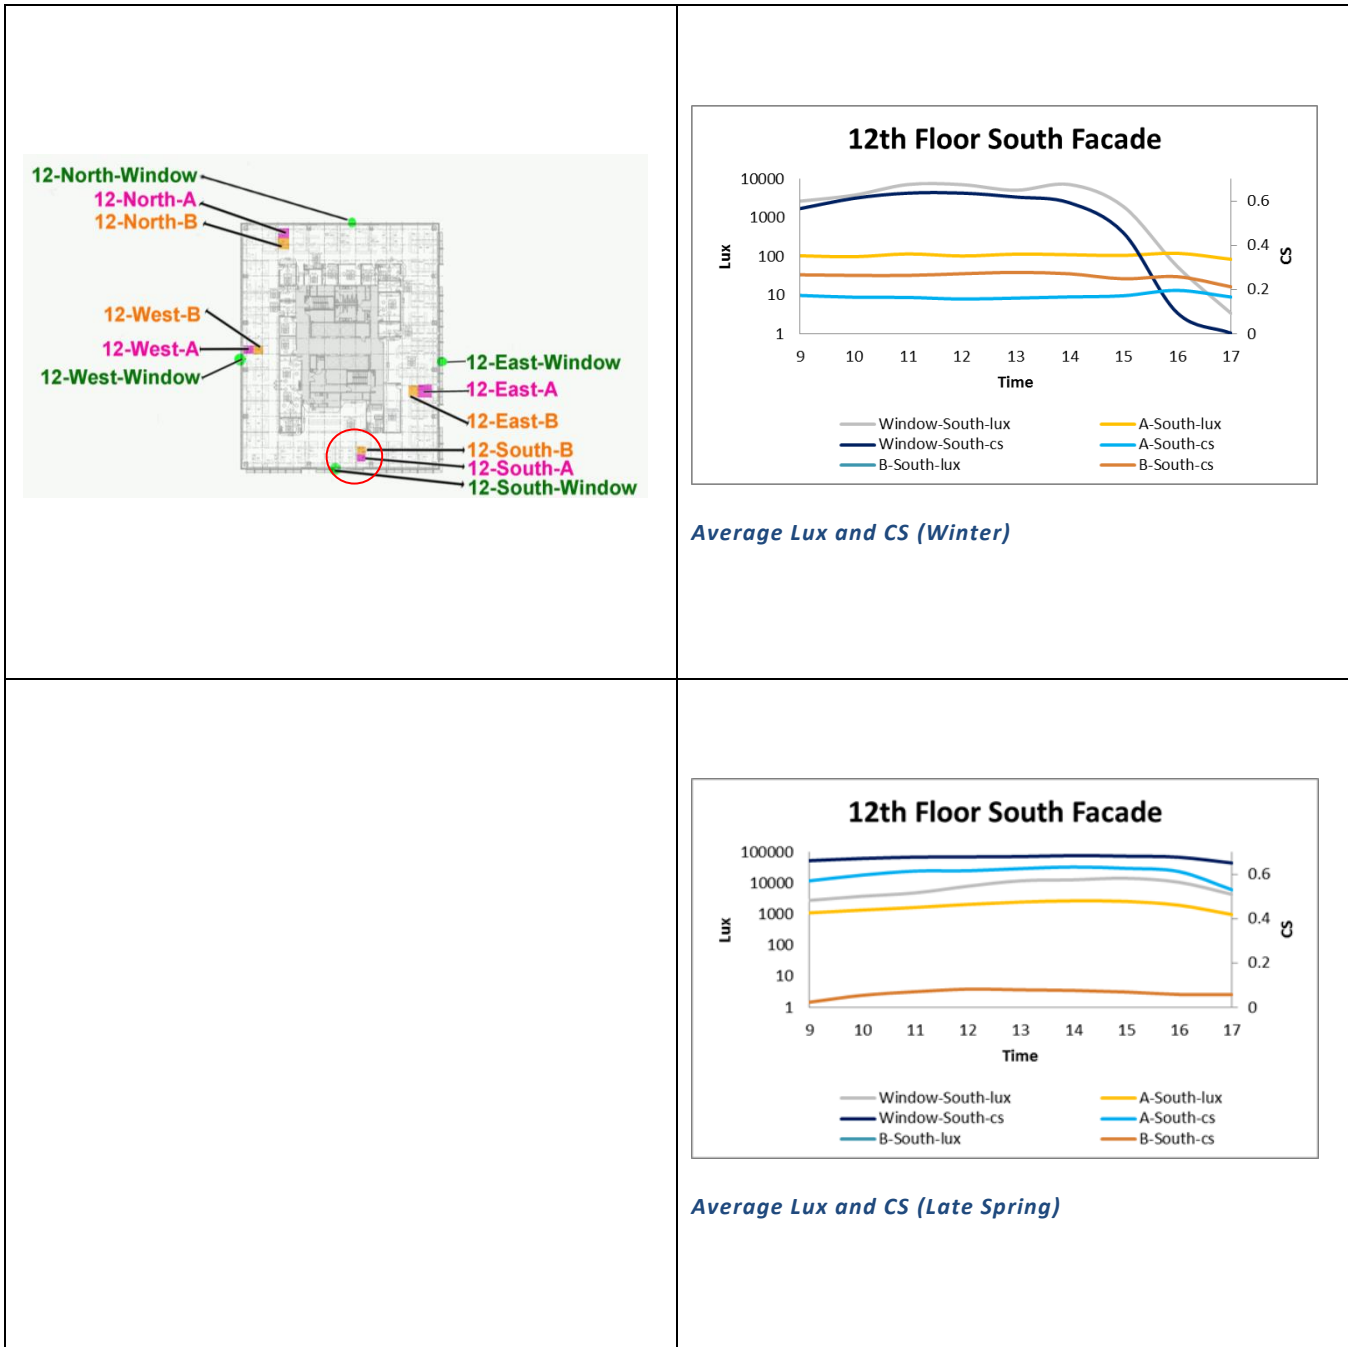 12-North-Window
12-North-A
12-North-B
12-West-B
12-West-A
12-West-Window
12-East-Window
12-East-A
12-East-B
12-South-B
12-South-A
12-South-Window
12th Floor South Facade
10000
1000
100
10
1
Lux
0.6
0.4
0.2
0
CS
9 10 11 12 13 14 15 16 17
Time
Window-South-lux A-South-lux
Window-South-cs A-South-cs
B-South-lux B-South-cs
Average Lux and CS (Winter)
12th Floor South Facade
100000
10000
1000
100
10
1
Lux
0.6
0.4
0.2
0
CS
9 10 11 12 13 14 15 16 17
Time
Window-South-lux A-South-lux
Window-South-cs A-South-cs
B-South-lux B-South-cs
Average Lux and CS (Late Spring)